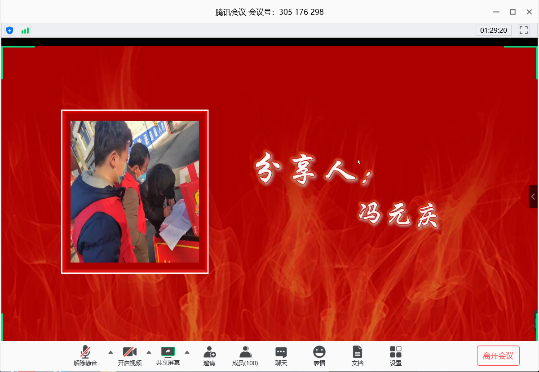 腾讯会议 会议号：305 176 298
01:29:20
分享人：
冯元庆
解除静音
开启视频
共享屏幕
邀请
成员(100)
聊天
表情
文档
设置
离开会议